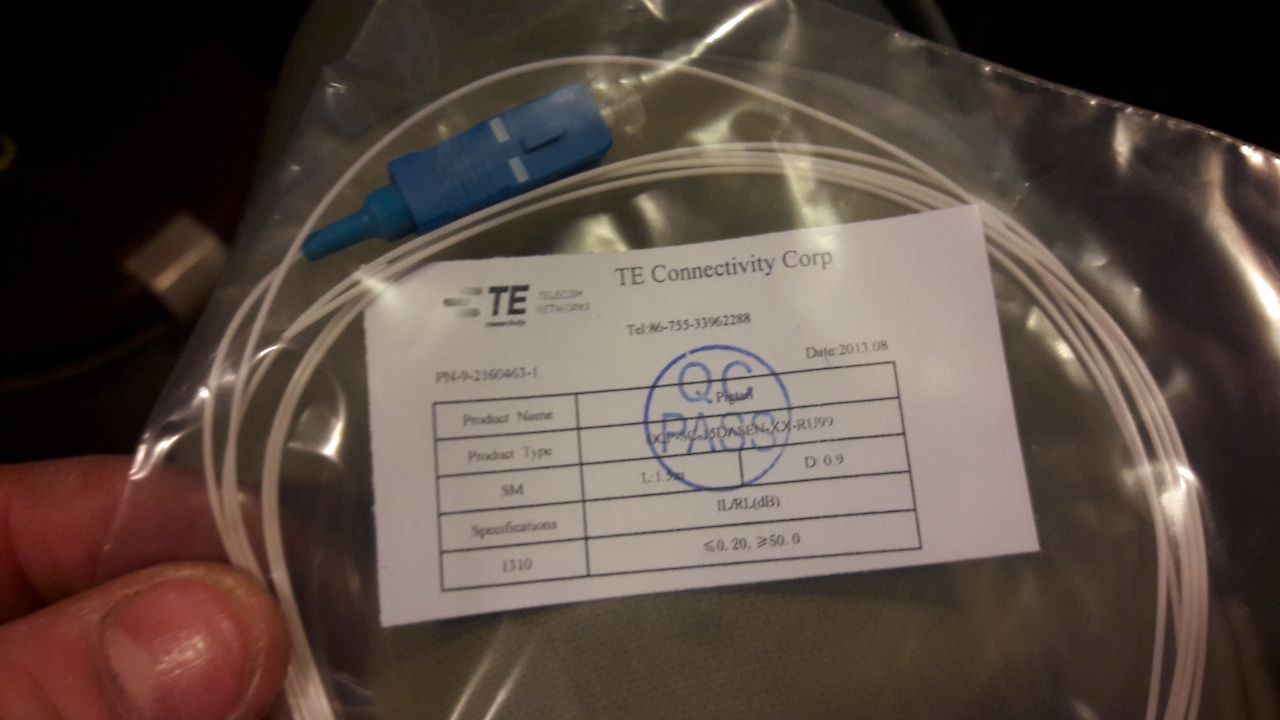 TE Connectivity Corp
TE
connectivity
TELECOM
NETWORKS
Tel:86-755-33962288
PN-9-2160463-1
Date:2013.08
QC
PASS
Product Name
Pigtail
Product Type
SM
L:1.5m
D: 0.9
Specifications
IL/RL(dB)
1310
≤0. 20, ≥50. 0